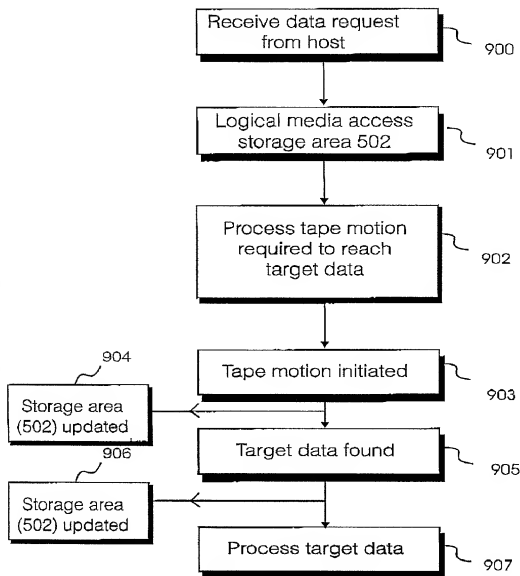 Receive data request
from host
900
Logical media access
storage area 502
901
Process tape motion
required to reach
target data
902
Tape motion initiated
903
904
Storage area
(502) updated
Target data found
905
906
Storage area
(502) updated
Process target data
907